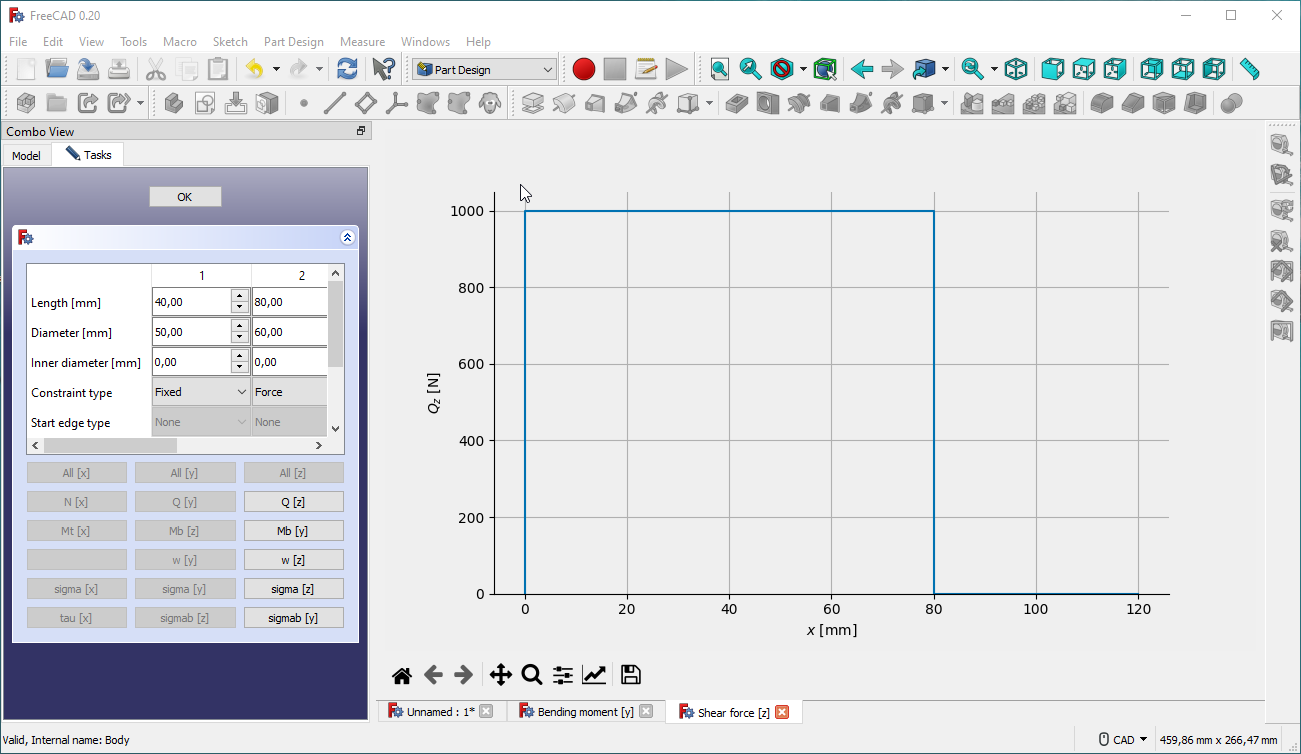 FreeCAD 0.20
File Edit View Tools Macro Sketch Part Design Measure Windows Help
Part Design
Combo View
Model Tasks
OK
1 2
Length [mm] 40,00 80,00
Diameter [mm] 50,00 60,00
Inner diameter [mm] 0,00 0,00
Constraint type Fixed Force
Start edge type None None
All [x] All [y] All [z]
N [x] Q [y] Q [z]
Mt [x] Mb [z] Mb [y]
w [y] w [z]
sigma [x] sigma [y] sigma [z]
tau [x] sigmab [z] sigmab [y]
1000
800
600
400
200
0
Qz [N]
0 20 40 60 80 100 120
x [mm]
Unnamed : 1* Bending moment [y] Shear force [z]
Valid, Internal name: Body
CAD 459,86 mm x 266,47 mm